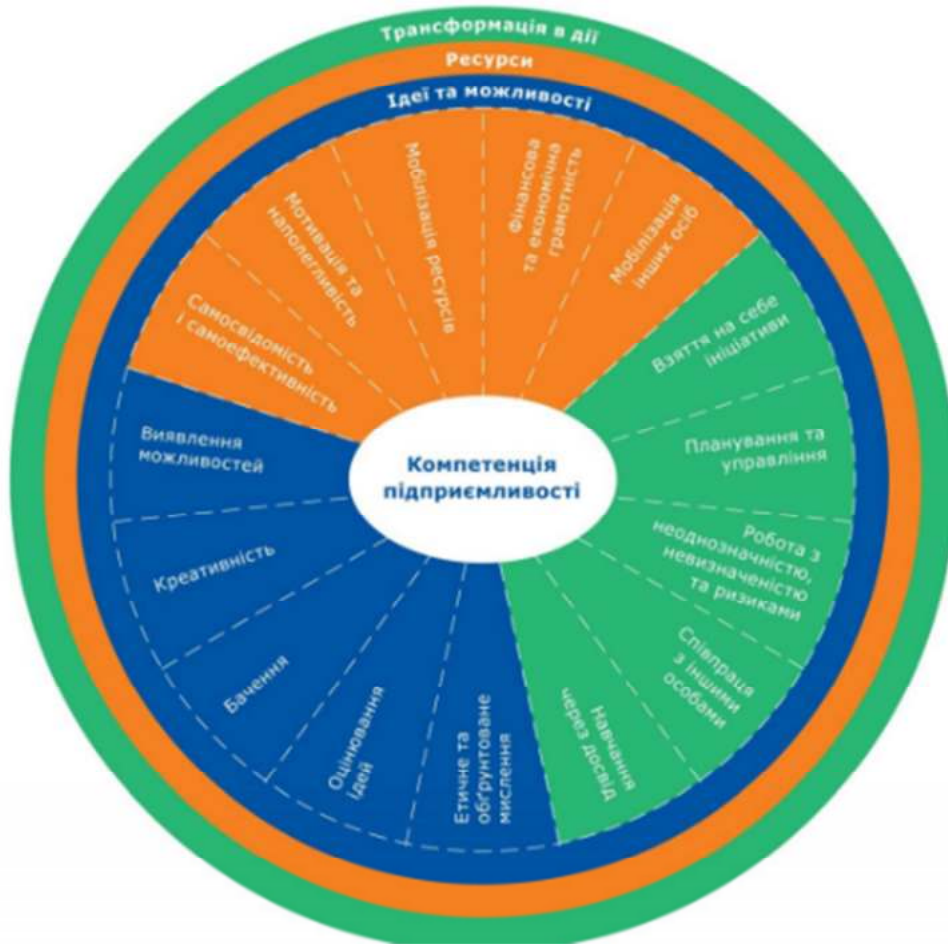 Трансформація в дії
Ресурси
Ідеї та можливості
Самосвідомість
і самоефективність
Мотивація та
наполегливість
Мобілізація ресурсів
Фінансова
та економічна
грамотність
Мобілізація
інших осіб
Взяття на себе
ініціативи
Планування та
управління
Робота з
неоднозначністю,
невизначеністю
та ризиками
Співпраця
з іншими
особами
Навчання
через досвід
Етичне та
обґрунтоване
мислення
Оцінювання
Ідей
Бачення
Креативність
Виявлення
можливостей
Компетенція
підприємливості